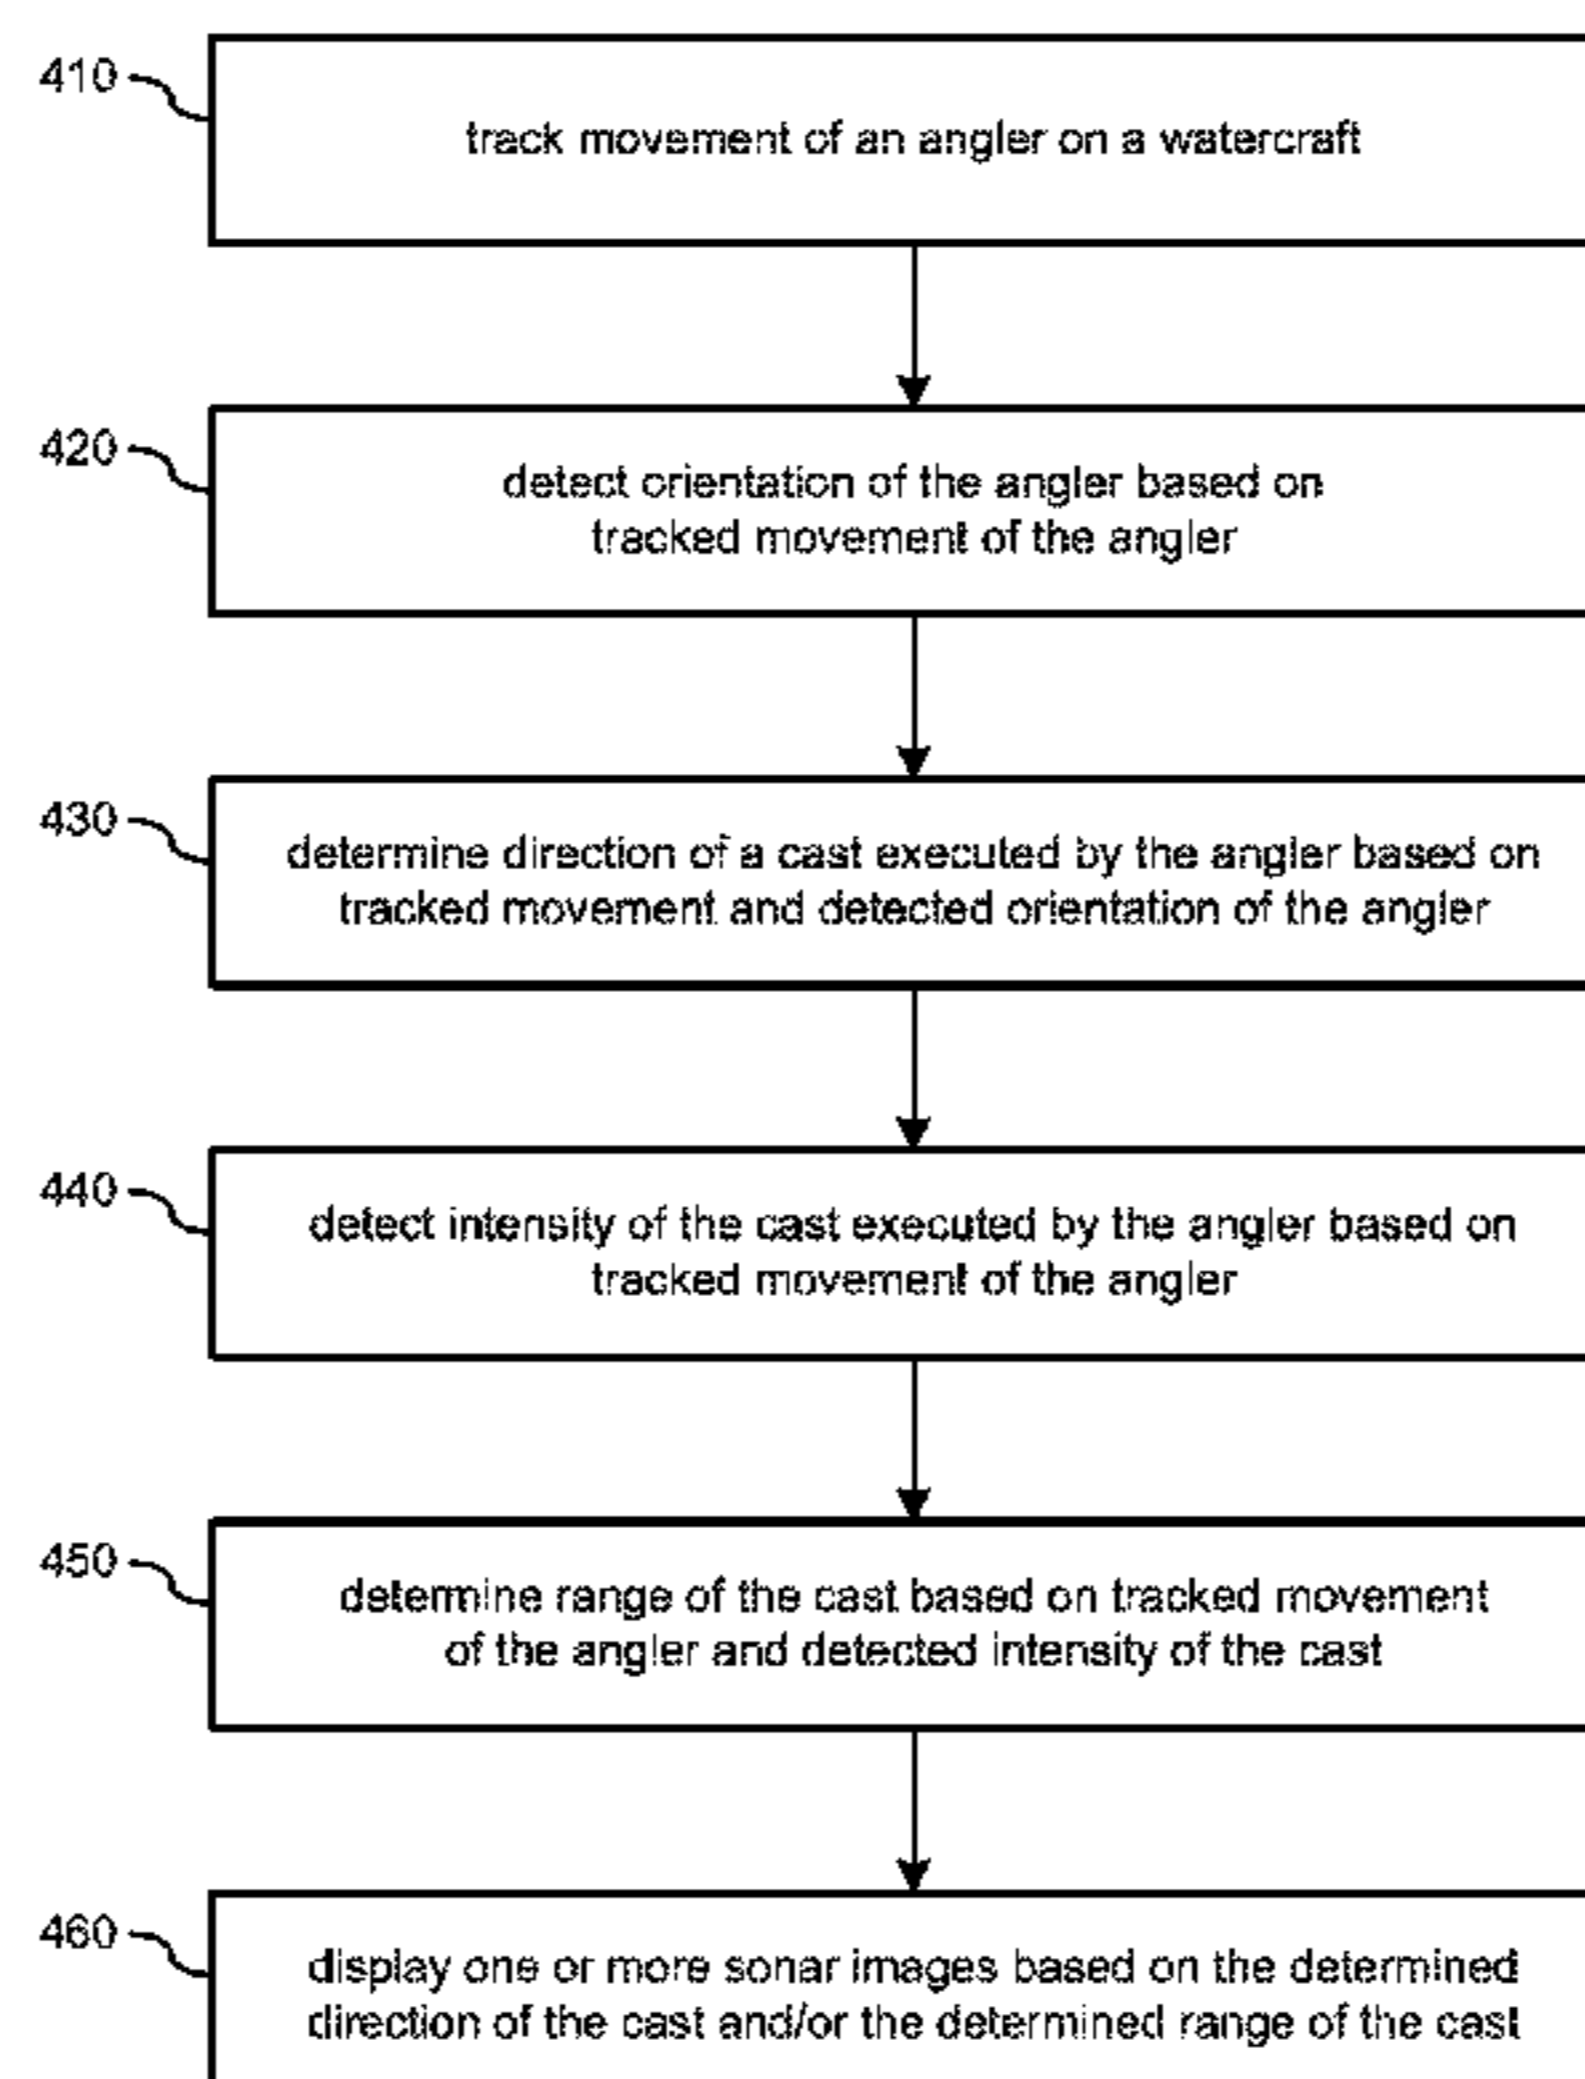 410
track movement of an angler on a watercraft
420
detect orientation of the angler based on
tracked movement of the angler
430
determine direction of a cast executed by the angler based on
tracked movement and detected orientation of the angler
440
detect intensity of the cast executed by the angler based on
tracked movement of the angler
450
determine range of the cast based on tracked movement
of the angler and detected intensity of the cast
460
display one or more sonar images based on the determined
direction of the cast and/or the determined range of the cast